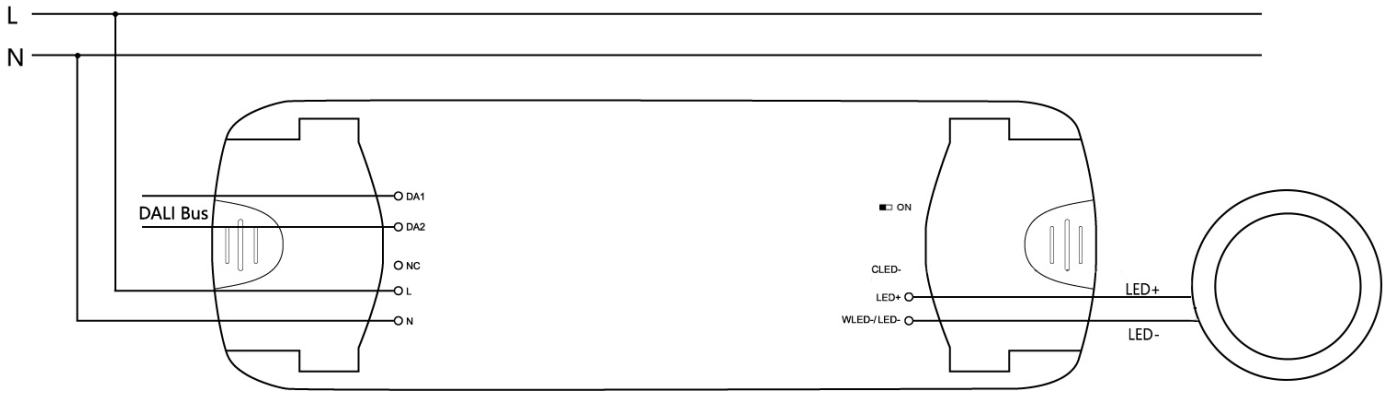 L
N
DA1
DALI Bus
DA2
NC
L
N
ON
CLED-
LED+
WLED-/LED-
LED+
LED-